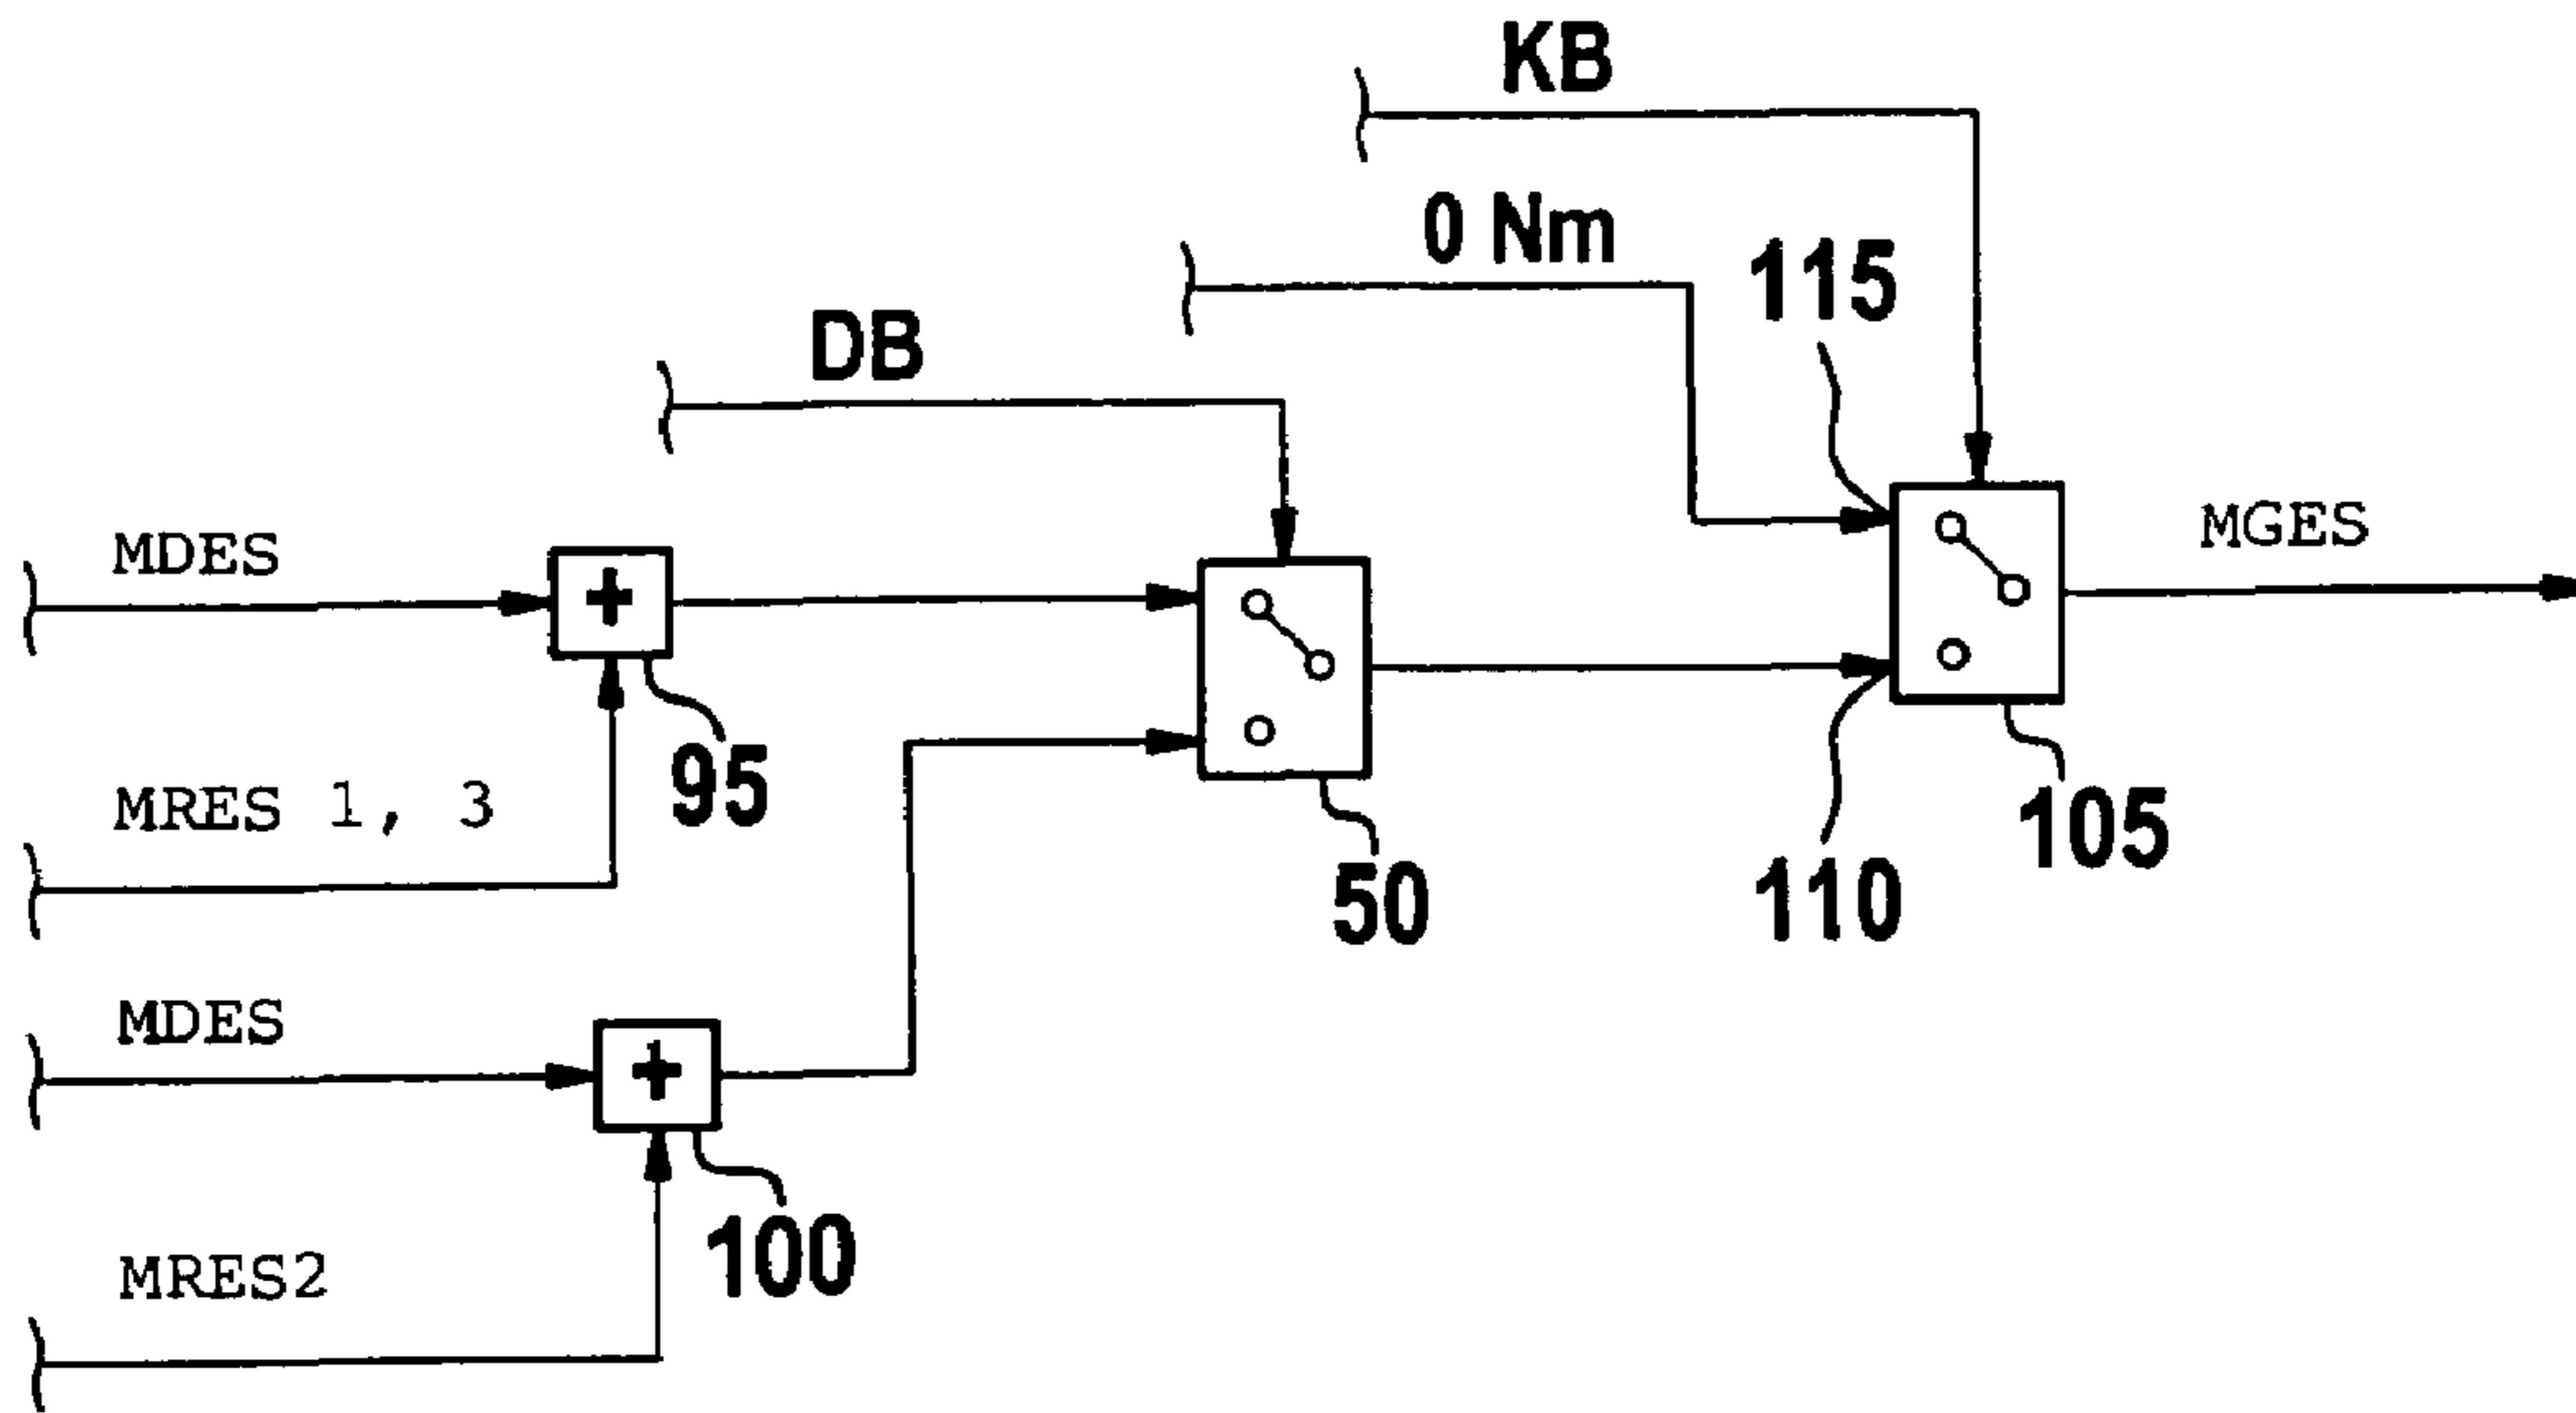 KB
0 Nm
115
DB
MDES
MGES
+
95
MRES 1, 3
105
50
110
MDES
+
100
MRES2